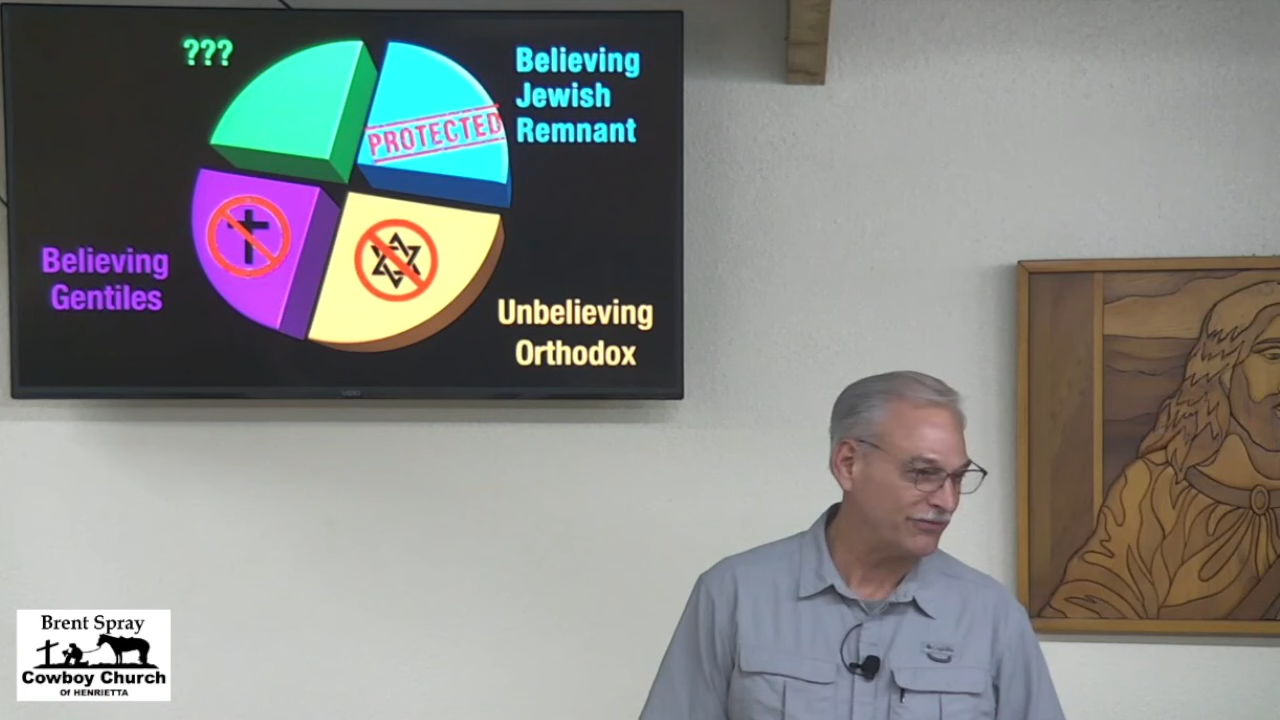 ???
Believing
Jewish
Remnant
PROTECTED
Believing
Gentiles
Unbelieving
Orthodox
Brent Spray
Cowboy Church
OF HENRIETTA